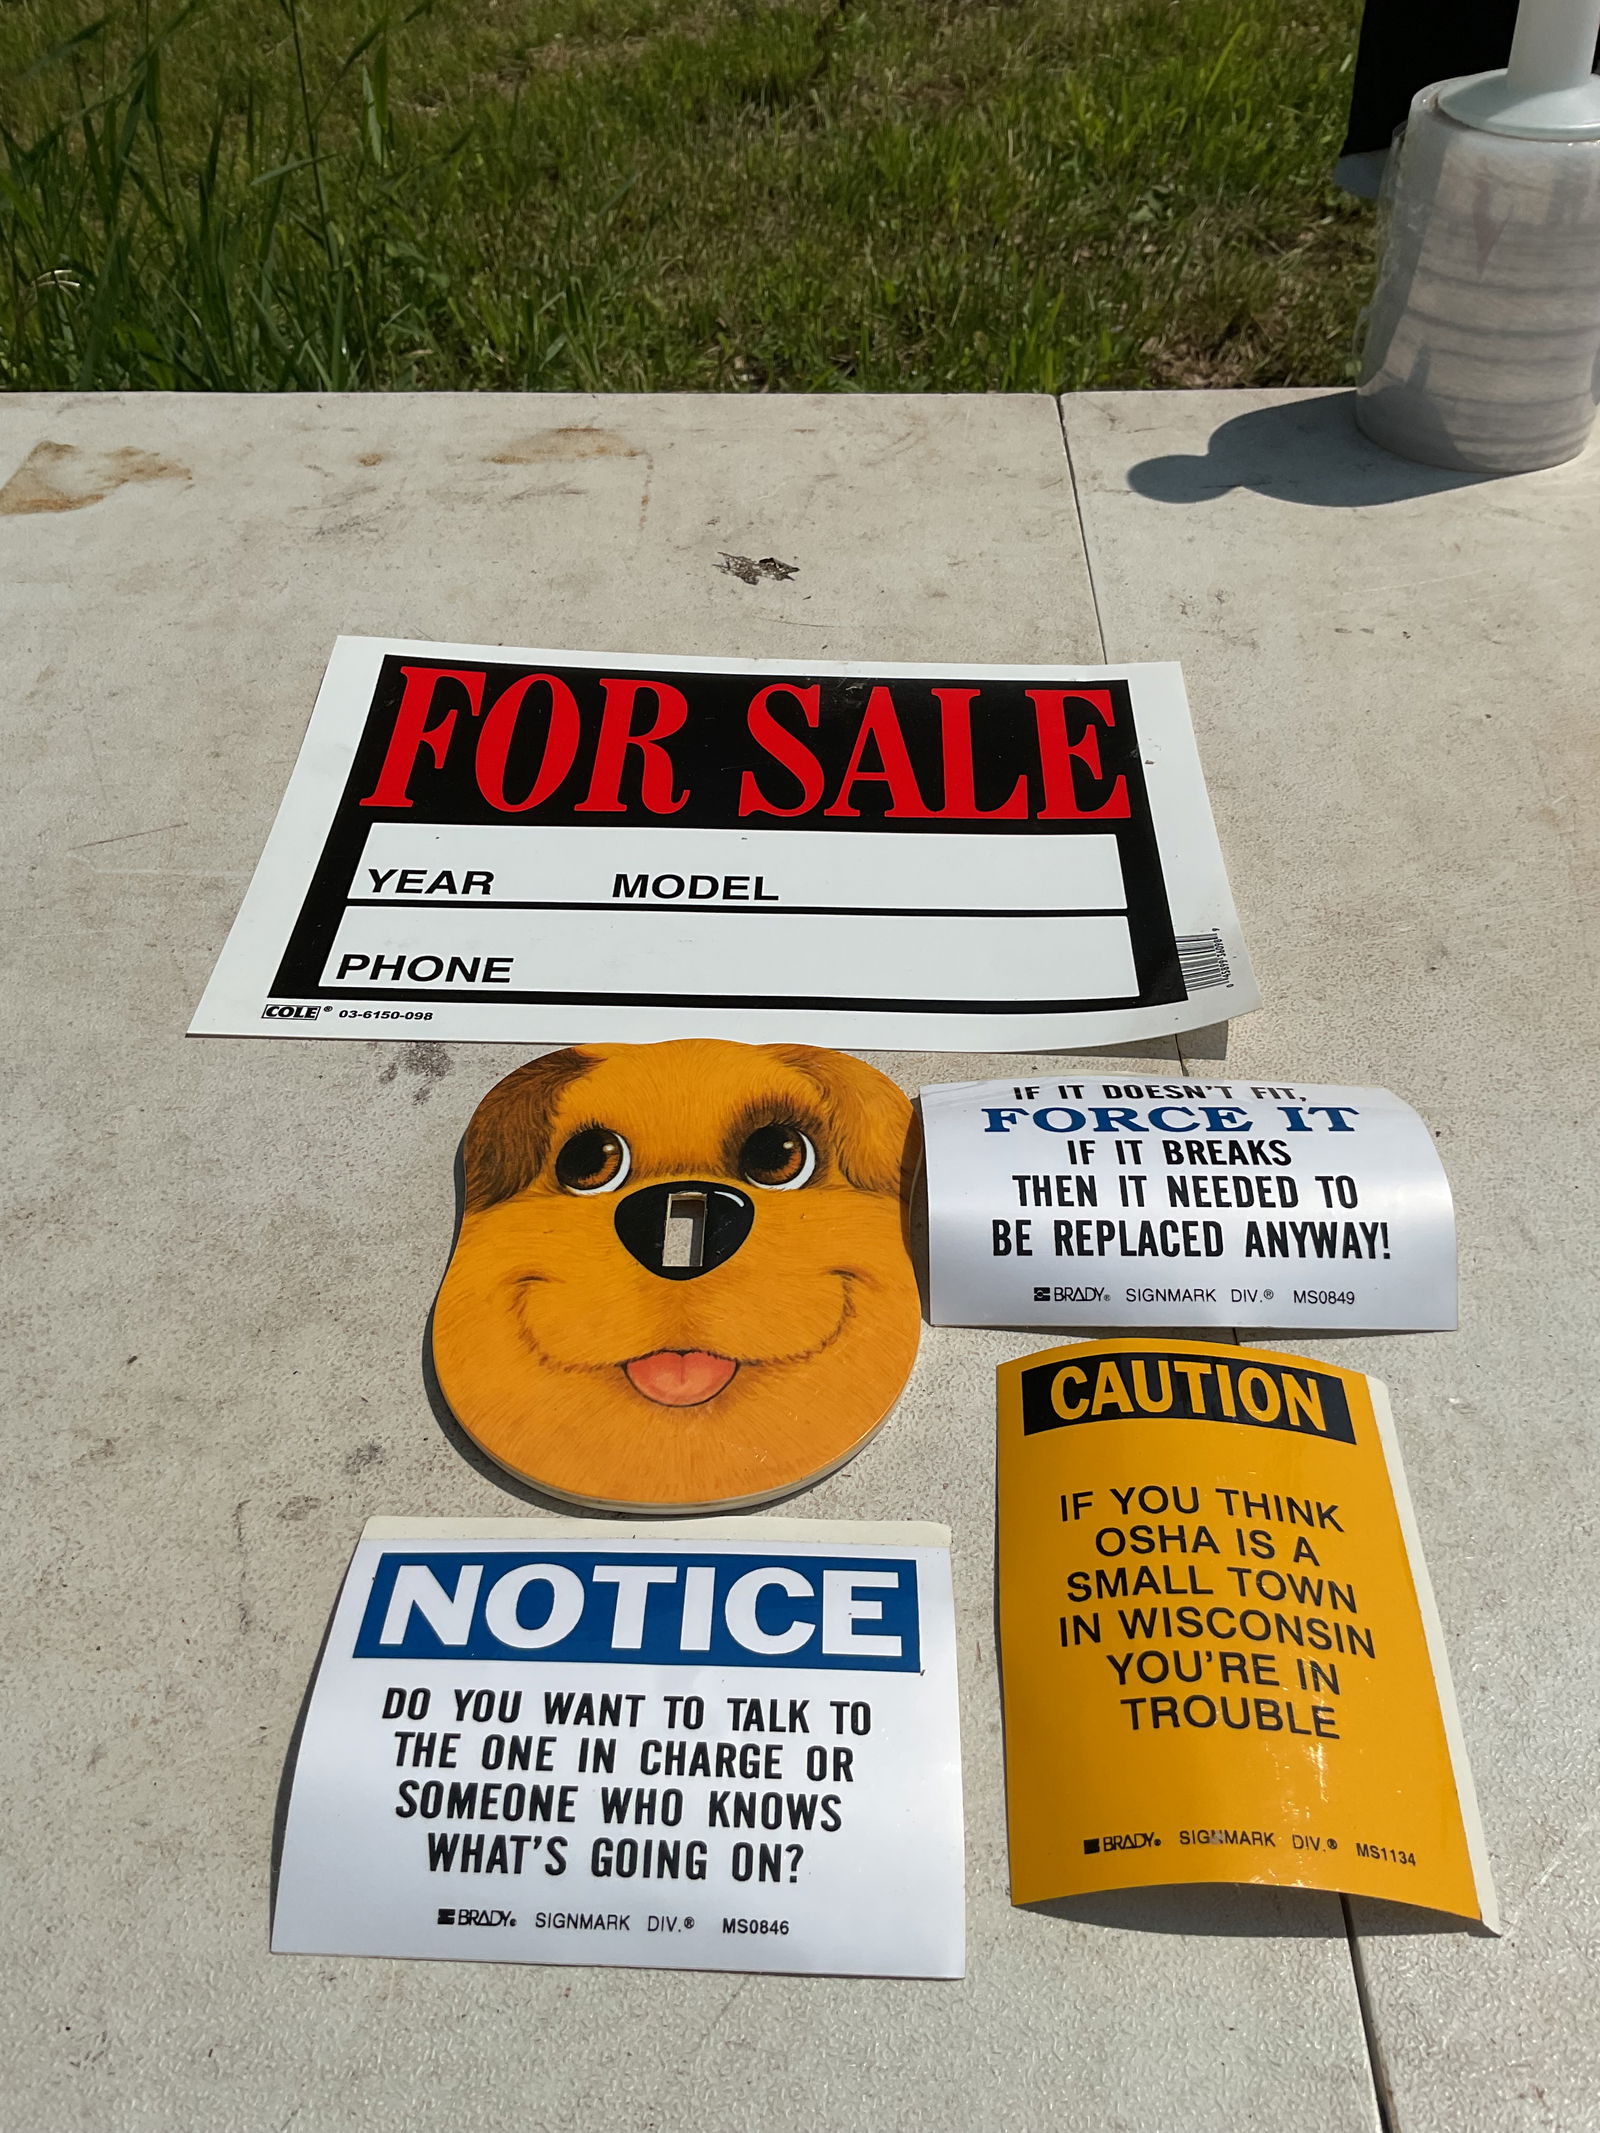 FOR SALE
YEAR MODEL
PHONE
COLE® 03-6150-098
IF IT DOESN'T FIT,
FORCE IT
IF IT BREAKS
THEN IT NEEDED TO
BE REPLACED ANYWAY!
BRADY® SIGNMARK DIV.® MS0849
CAUTION
IF YOU THINK
OSHA IS A
SMALL TOWN
IN WISCONSIN
YOU'RE IN
TROUBLE
BRADY® SIGNMARK DIV.® MS1134
NOTICE
DO YOU WANT TO TALK TO
THE ONE IN CHARGE OR
SOMEONE WHO KNOWS
WHAT'S GOING ON?
BRADY® SIGNMARK DIV.® MS0846